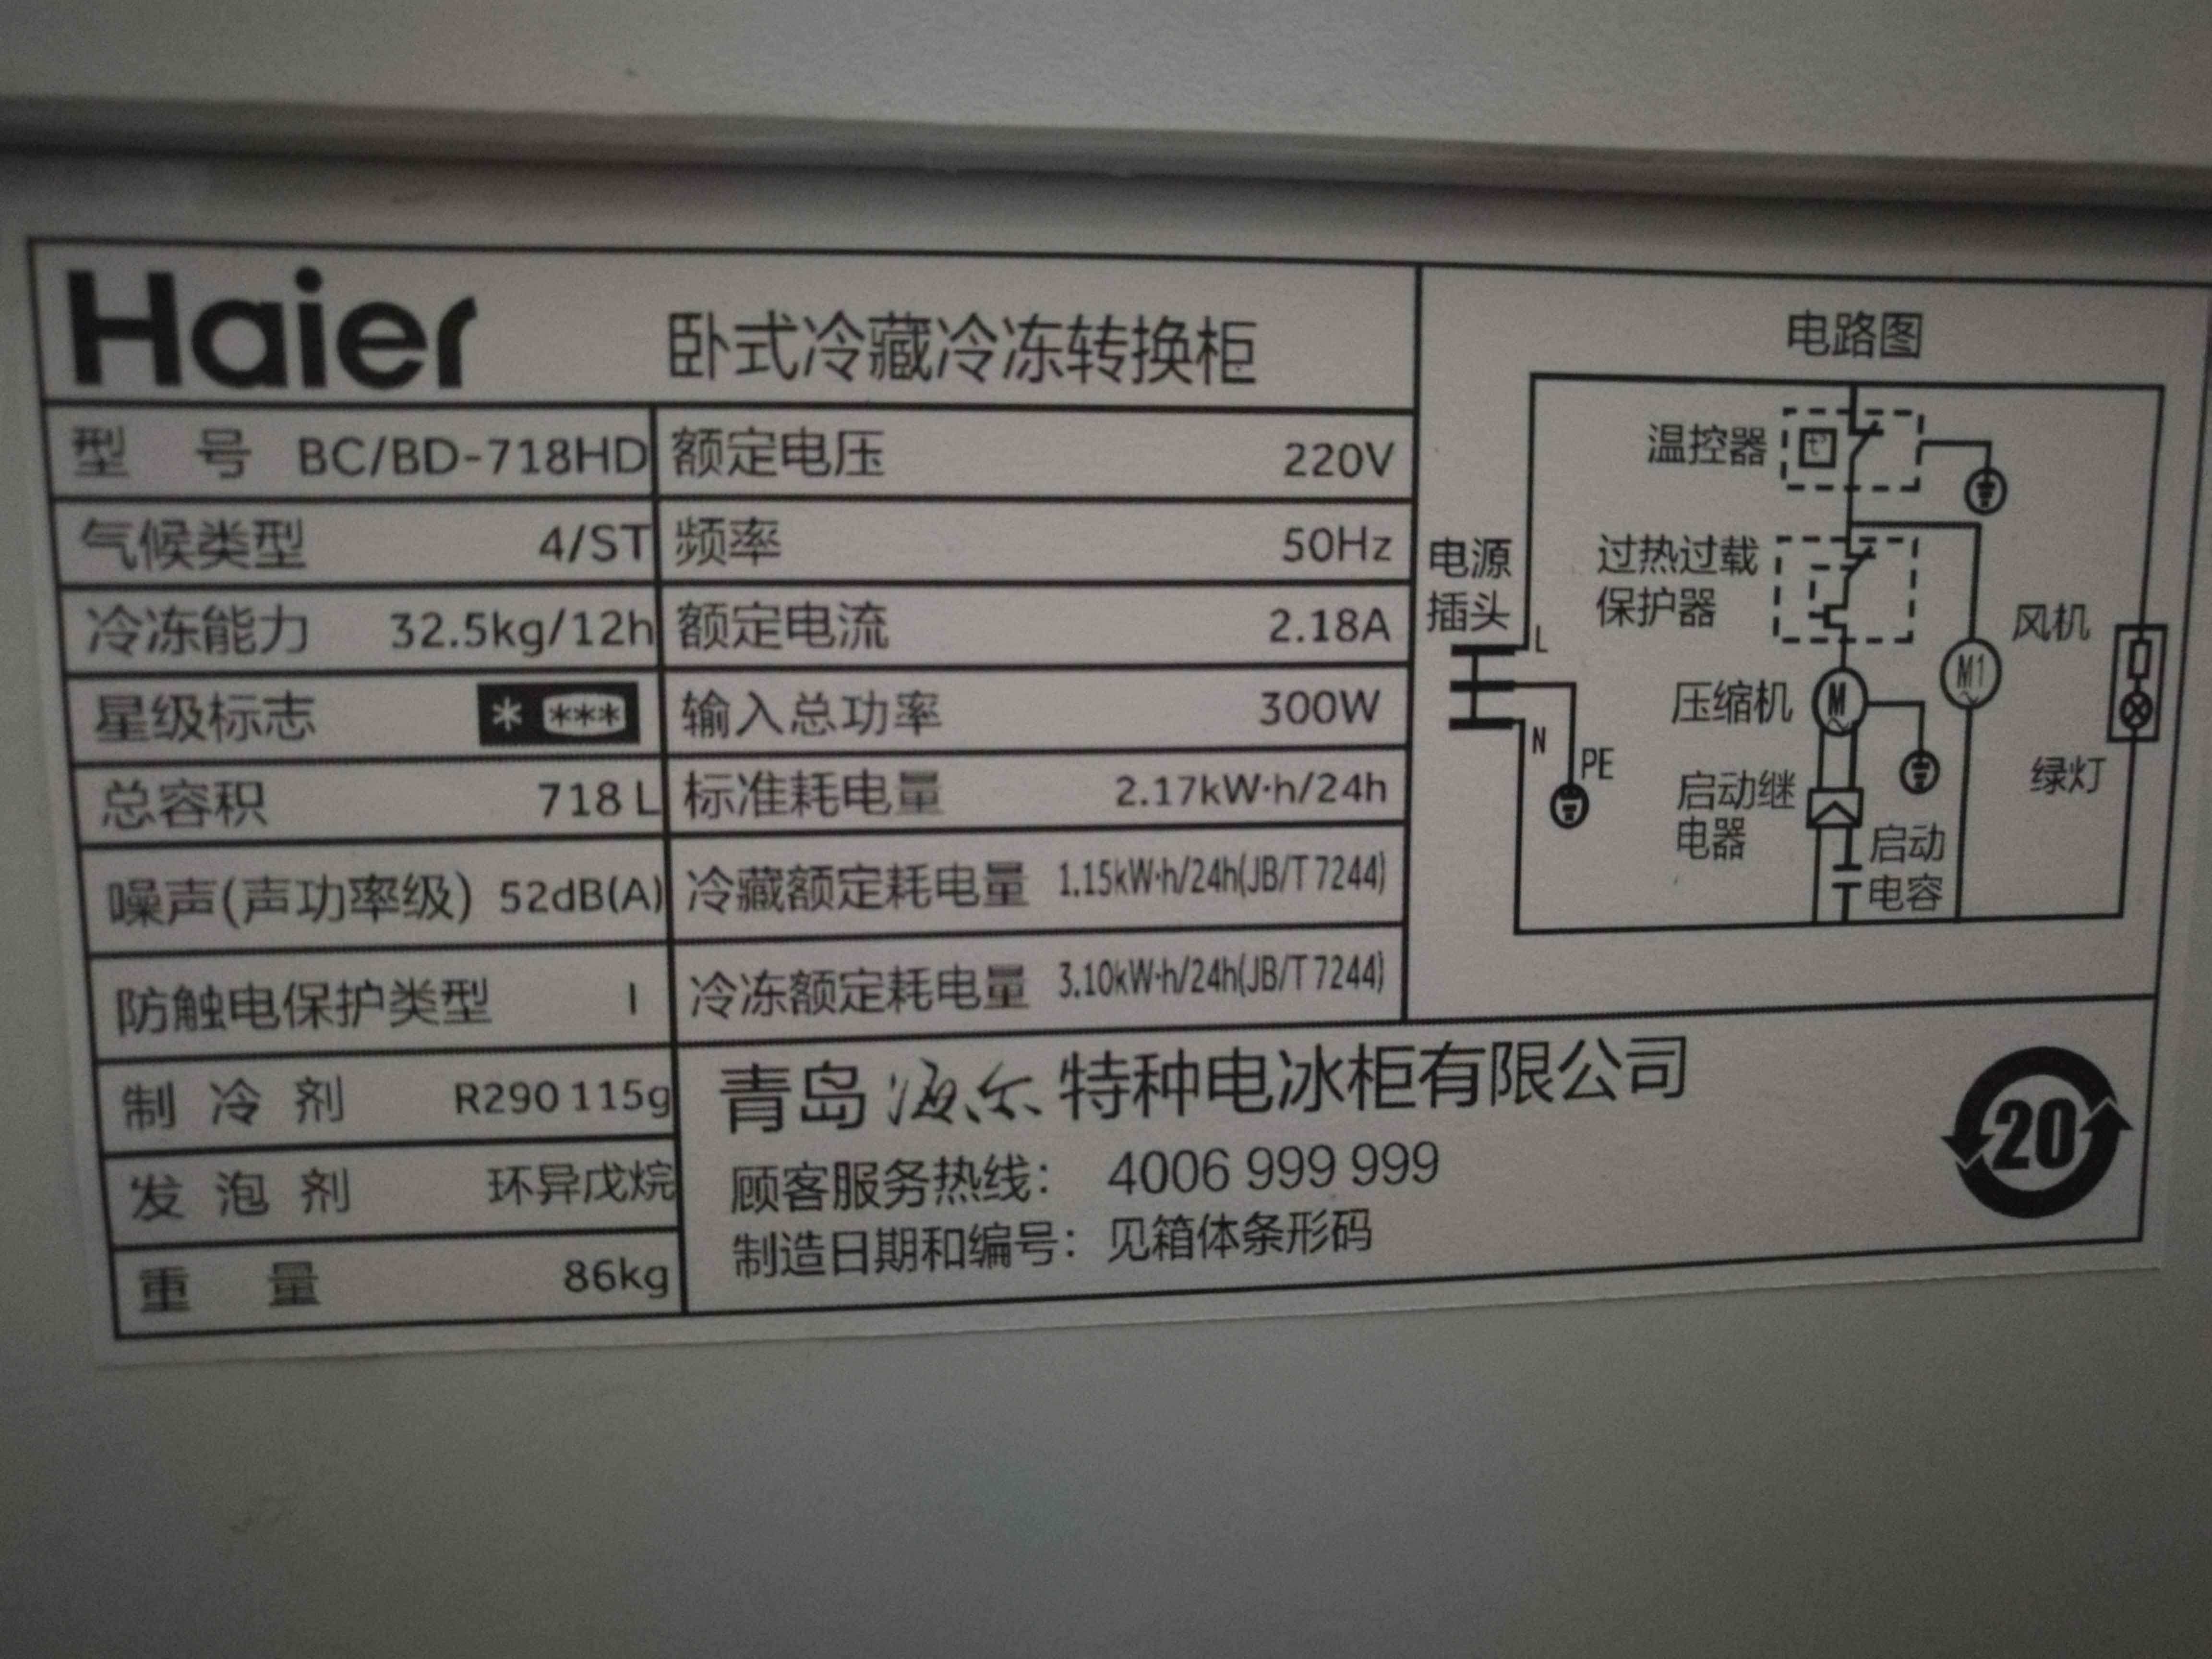 Haier 卧式冷藏冷冻转换柜
型号 BC/BD-718HD 额定电压 220V
气候类型 4/ST 频率 50Hz
冷冻能力 32.5kg/12h 额定电流 2.18A
星级标志 * *** 输入总功率 300W
总容积 718 L 标准耗电量 2.17kW·h/24h
噪声(声功率级) 52dB(A) 冷藏额定耗电量 1.15kW·h/24h(JB/T 7244)
防触电保护类型 I 冷冻额定耗电量 3.10kW·h/24h(JB/T 7244)
制冷剂 R290 115g
发泡剂 环异戊烷
重量 86kg
电路图
温控器 t°
电源插头
过热过载保护器
L
N
PE
风机
M1
压缩机
M
绿灯
启动继电器
启动电容
青岛海尔特种电冰柜有限公司
顾客服务热线： 4006 999 999
制造日期和编号：见箱体条形码
20